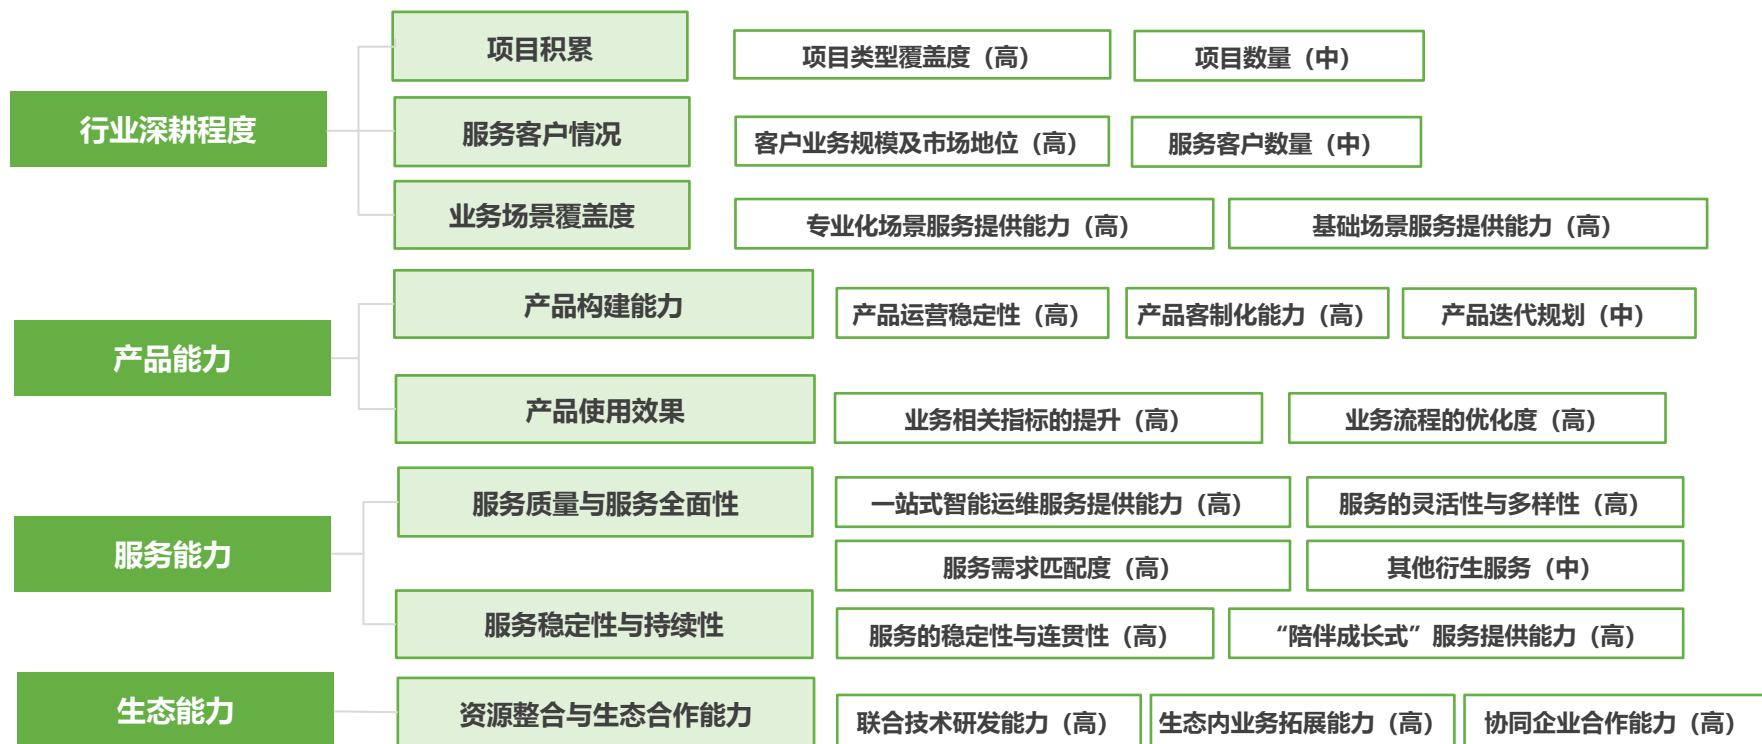 行业深耕程度
项目积累
项目类型覆盖度（高）
项目数量（中）
服务客户情况
客户业务规模及市场地位（高）
服务客户数量（中）
业务场景覆盖度
专业化场景服务提供能力（高）
基础场景服务提供能力（高）
产品能力
产品构建能力
产品运营稳定性（高）
产品客制化能力（高）
产品迭代规划（中）
产品使用效果
业务相关指标的提升（高）
业务流程的优化度（高）
服务能力
服务质量与服务全面性
一站式智能运维服务提供能力（高）
服务的灵活性与多样性（高）
服务需求匹配度（高）
其他衍生服务（中）
服务稳定性与持续性
服务的稳定性与连贯性（高）
“陪伴成长式”服务提供能力（高）
生态能力
资源整合与生态合作能力
联合技术研发能力（高）
生态内业务拓展能力（高）
协同企业合作能力（高）